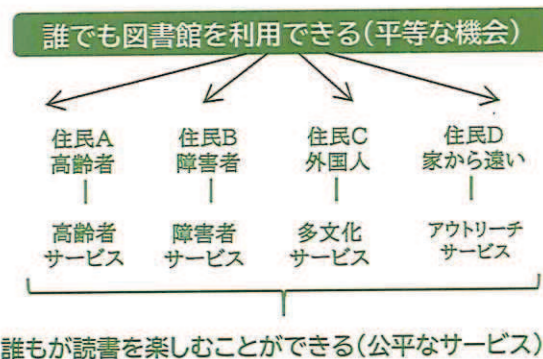 誰でも図書館を利用できる(平等な機会)
住民A 住民B 住民C 住民D
高齢者 障害者 外国人 家から遠い
高齢者 障害者 多文化 アウトリーチ
サービス サービス サービス サービス
誰もが読書を楽しむことができる(公平なサービス)